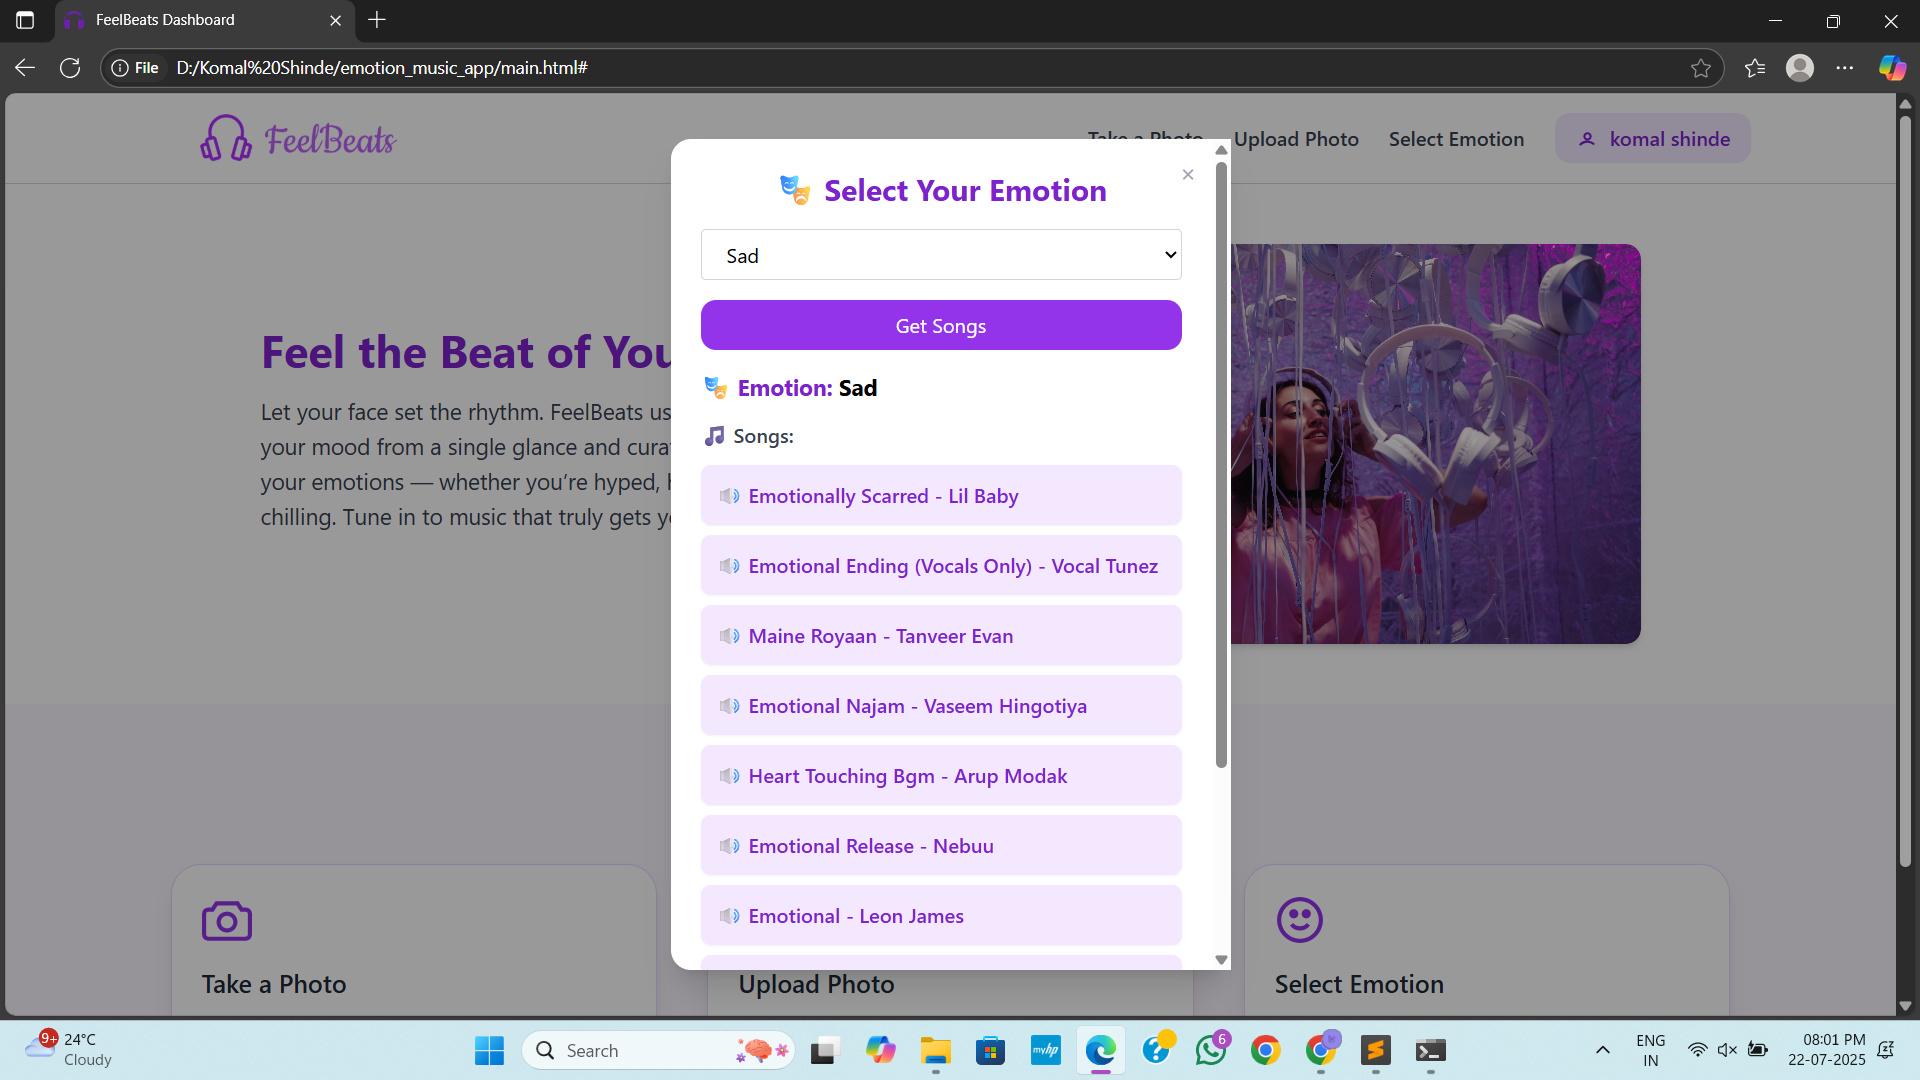 FeelBeats Dashboard
File D:/Komal%20Shinde/emotion_music_app/main.html#
FeelBeats
Take a Photo Upload Photo Select Emotion komal shinde
Feel the Beat of You
Let your face set the rhythm. FeelBeats us
your mood from a single glance and cura
your emotions — whether you’re hyped, h
chilling. Tune in to music that truly gets y
Select Your Emotion
Sad
Get Songs
Emotion: Sad
Songs:
Emotionally Scarred - Lil Baby
Emotional Ending (Vocals Only) - Vocal Tunez
Maine Royaan - Tanveer Evan
Emotional Najam - Vaseem Hingotiya
Heart Touching Bgm - Arup Modak
Emotional Release - Nebuu
Emotional - Leon James
Take a Photo
Upload Photo
Select Emotion
9+
24°C
Cloudy
Search
myhp
6
ENG
IN
08:01 PM
22-07-2025